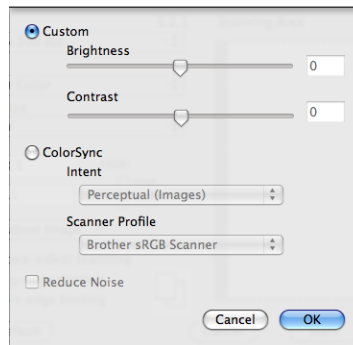 Custom
Brightness
0
Contrast
0
ColorSync
Intent
Perceptual (Images)
Scanner Profile
Brother sRGB Scanner
Reduce Noise
Cancel OK